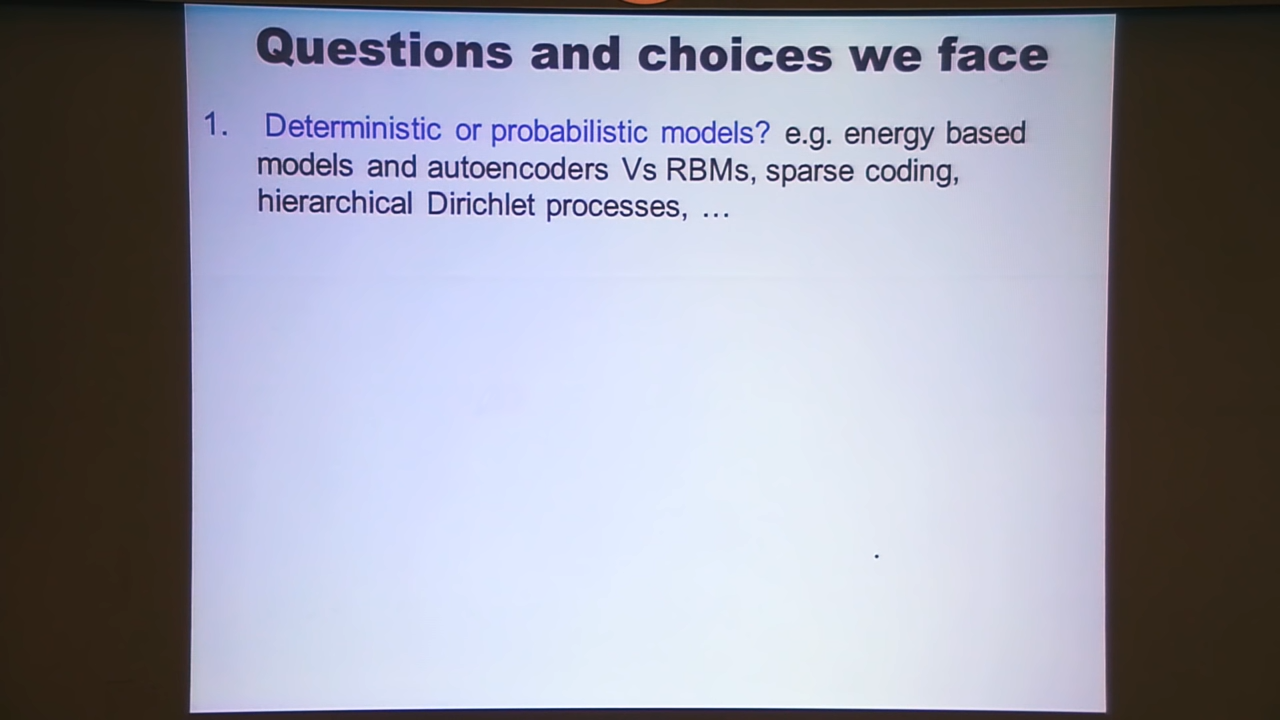 Questions and choices we face
1. Deterministic or probabilistic models? e.g. energy based
models and autoencoders Vs RBMs, sparse coding,
hierarchical Dirichlet processes, …